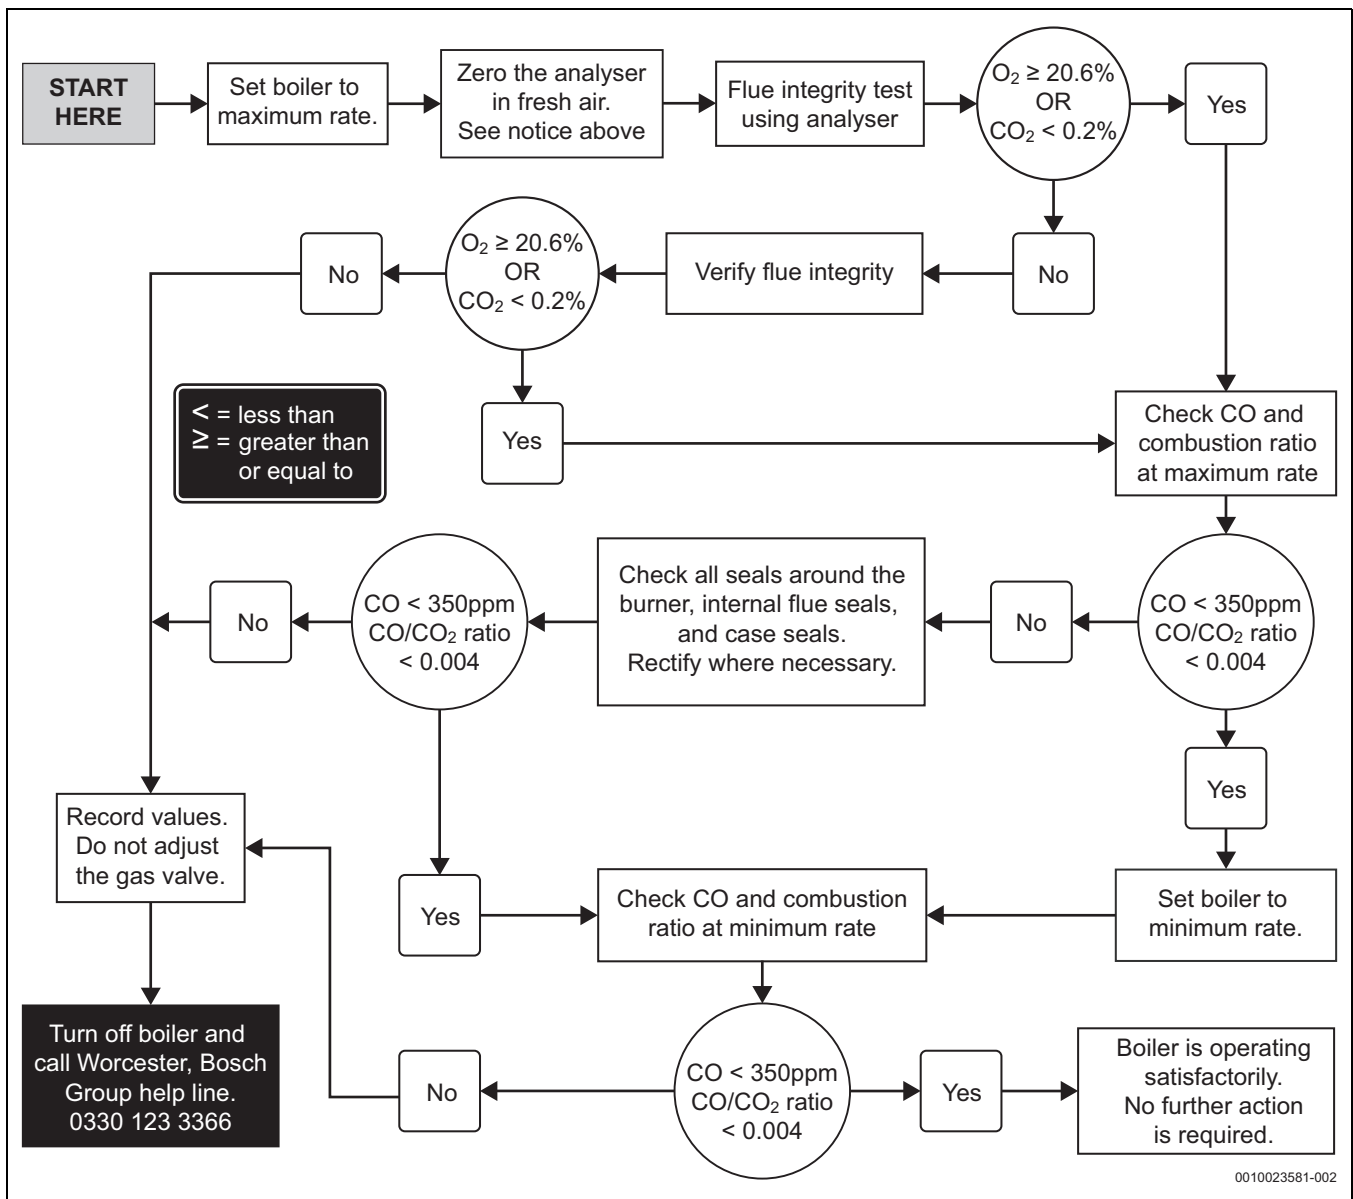 START
HERE
Set boiler to
maximum rate.
Zero the analyser
in fresh air.
See notice above
Flue integrity test
using analyser
O₂ ≥ 20.6%
OR
CO₂ < 0.2%
Yes
No
Verify flue integrity
O₂ ≥ 20.6%
OR
CO₂ < 0.2%
No
< = less than
≥ = greater than
or equal to
Yes
Check CO and
combustion ratio
at maximum rate
CO < 350ppm
CO/CO₂ ratio
< 0.004
No
Check all seals around the
burner, internal flue seals,
and case seals.
Rectify where necessary.
CO < 350ppm
CO/CO₂ ratio
< 0.004
No
Yes
Record values.
Do not adjust
the gas valve.
Yes
Check CO and combustion
ratio at minimum rate
Set boiler to
minimum rate.
Turn off boiler and
call Worcester, Bosch
Group help line.
0330 123 3366
No
CO < 350ppm
CO/CO₂ ratio
< 0.004
Yes
Boiler is operating
satisfactorily.
No further action
is required.
0010023581-002